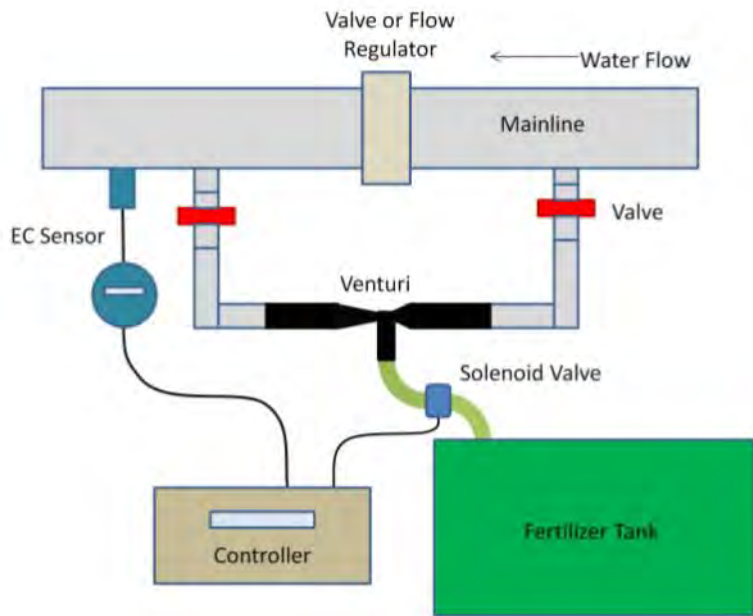 Valve or Flow
Regulator
Water Flow
Mainline
Valve
EC Sensor
Venturi
Solenoid Valve
Controller
Fertilizer Tank